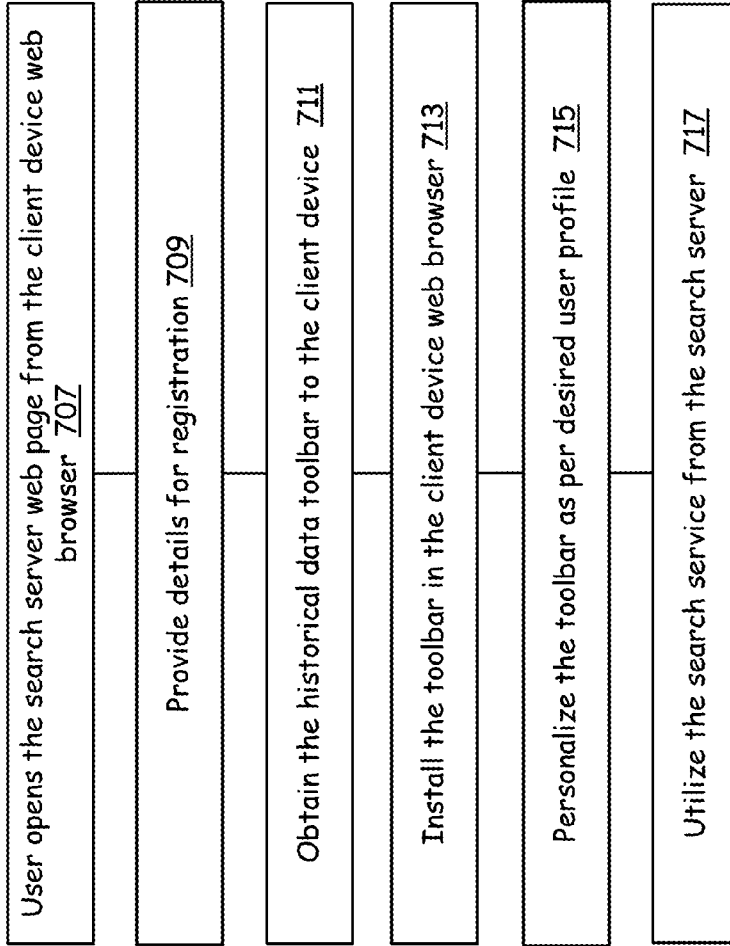 User opens the search server web page from the client device web
browser 707
Provide details for registration 709
Obtain the historical data toolbar to the client device 711
Install the toolbar in the client device web browser 713
Personalize the toolbar as per desired user profile 715
Utilize the search service from the search server 717